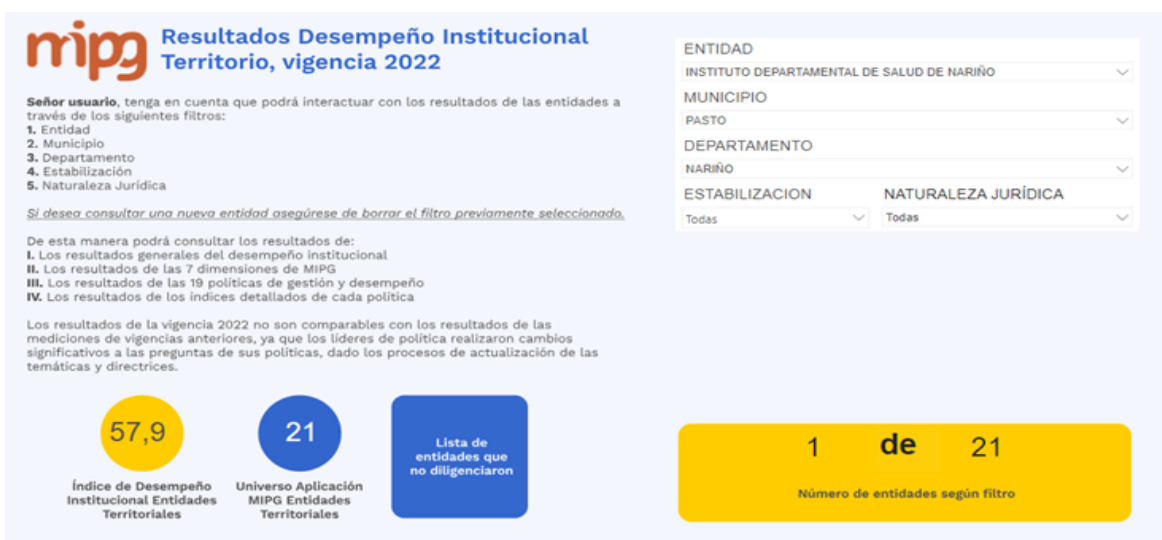 mipg
Resultados Desempeño Institucional
Territorio, vigencia 2022
Señor usuario, tenga en cuenta que podrá interactuar con los resultados de las entidades a
través de los siguientes filtros:
1. Entidad
2. Municipio
3. Departamento
4. Estabilización
5. Naturaleza Jurídica
Si desea consultar una nueva entidad asegúrese de borrar el filtro previamente seleccionado.
De esta manera podrá consultar los resultados de:
I. Los resultados generales del desempeño institucional
II. Los resultados de las 7 dimensiones de MIPG
III. Los resultados de las 19 políticas de gestión y desempeño
IV. Los resultados de los índices detallados de cada política
Los resultados de la vigencia 2022 no son comparables con los resultados de las
mediciones de vigencias anteriores, ya que los líderes de política realizaron cambios
significativos a las preguntas de sus políticas, dado los procesos de actualización de las
temáticas y directrices.
57,9
Índice de Desempeño
Institucional Entidades
Territoriales
21
Universo Aplicación
MIPG Entidades
Territoriales
Lista de
entidades que
no diligenciaron
ENTIDAD
INSTITUTO DEPARTAMENTAL DE SALUD DE NARIÑO
MUNICIPIO
PASTO
DEPARTAMENTO
NARIÑO
ESTABILIZACION
Todas
NATURALEZA JURÍDICA
Todas
1 de 21
Número de entidades según filtro